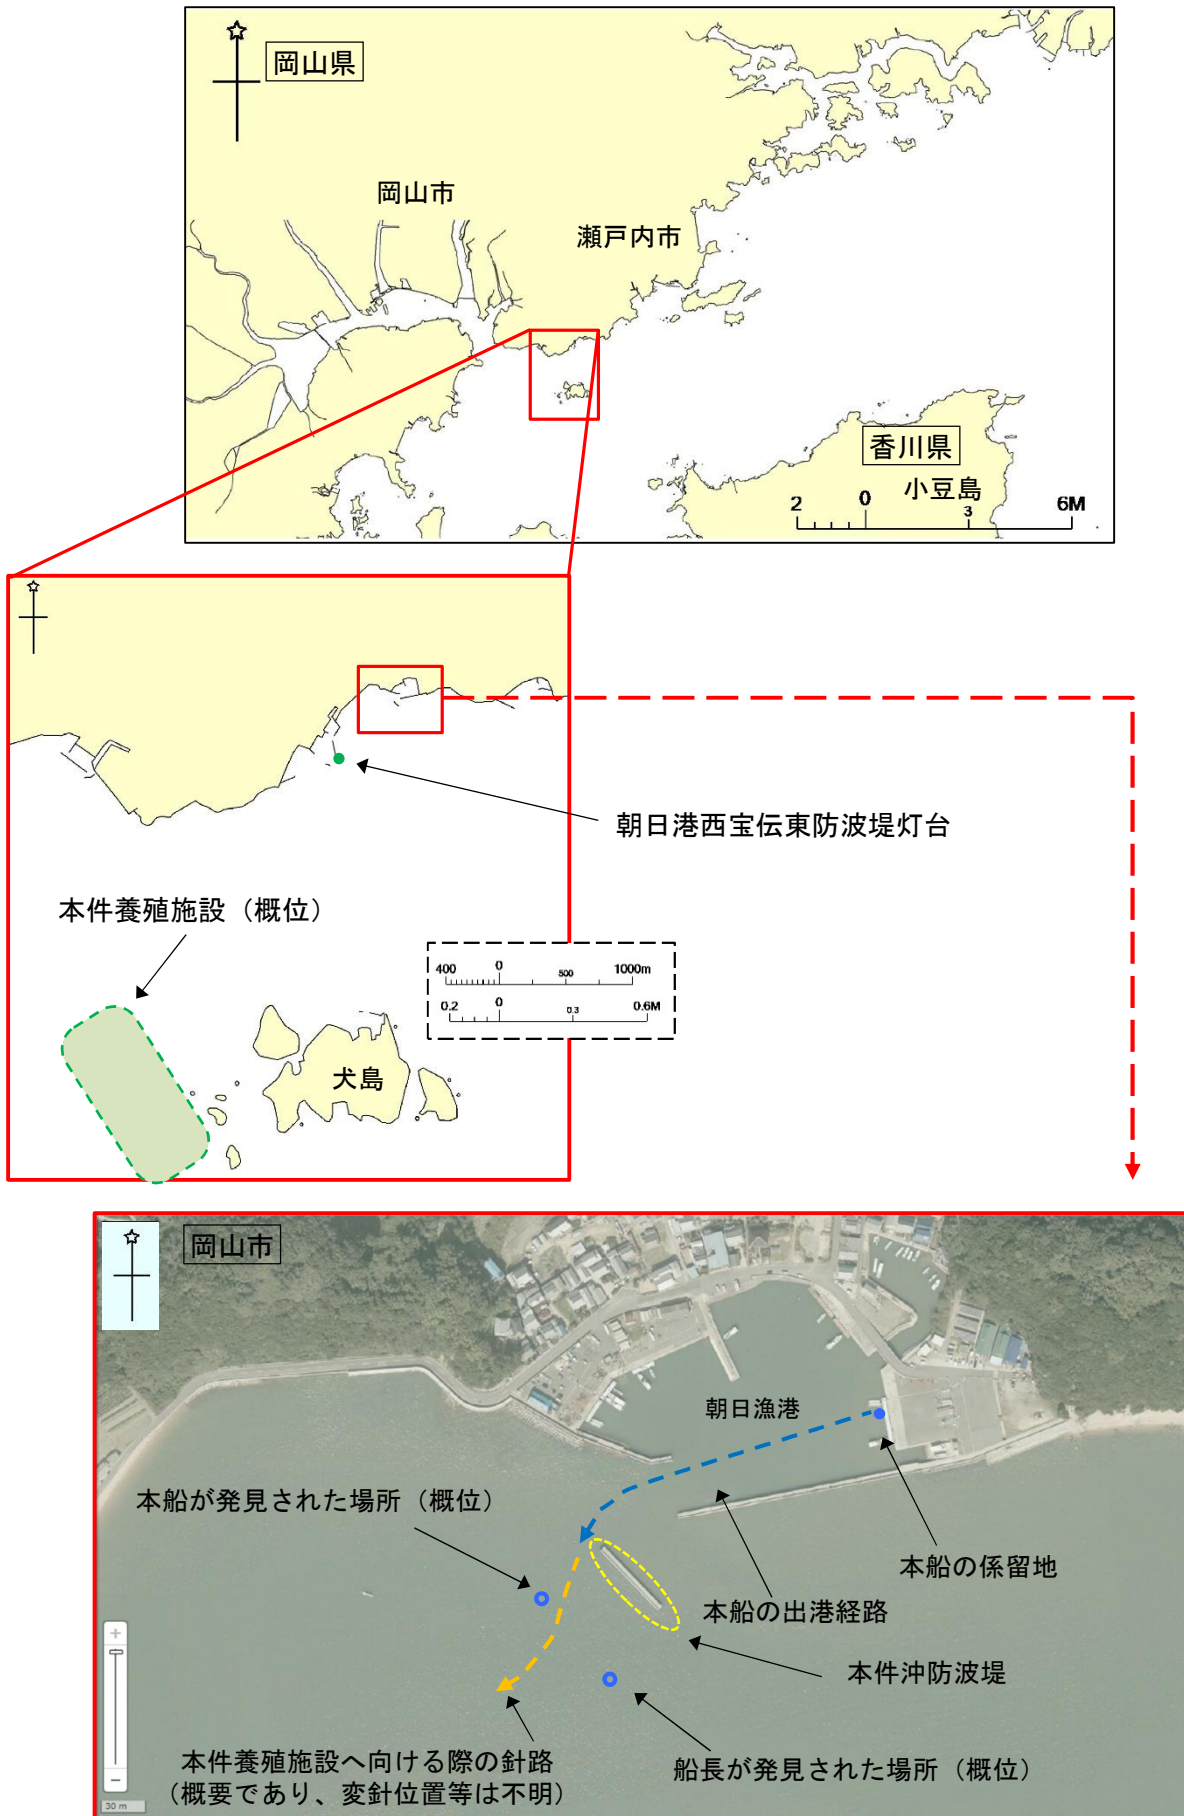 岡山県
岡山市
瀬戸内市
香川県
小豆島
2 0 3 6M
朝日港西宝伝東防波堤灯台
本件養殖施設（概位）
400 0 500 1000m
0.2 0 0.3 0.6M
犬島
岡山市
朝日漁港
本船が発見された場所（概位）
本船の係留地
本船の出港経路
本件沖防波堤
本件養殖施設へ向ける際の針路
（概要であり、変針位置等は不明）
船長が発見された場所（概位）
+
−
30 m